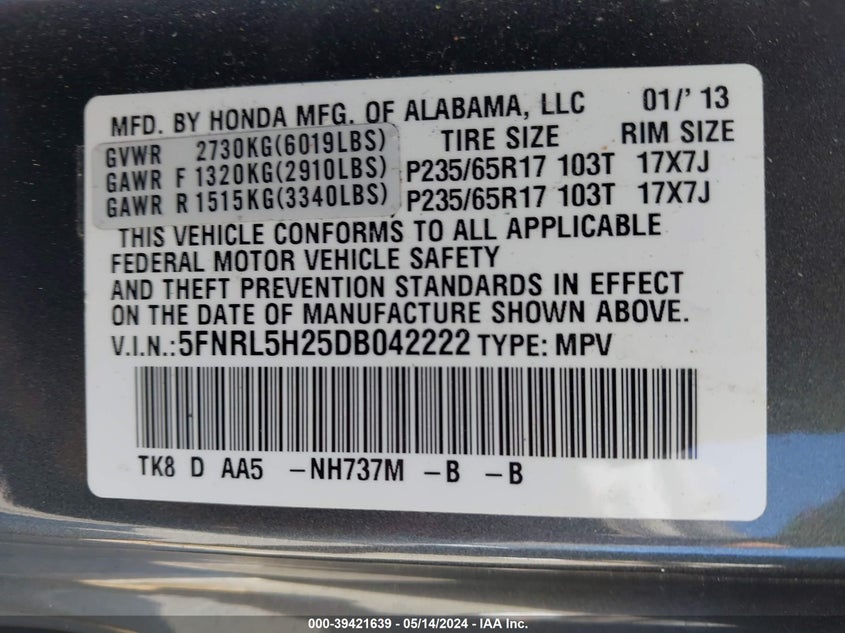 MFD. BY HONDA MFG. OF ALABAMA, LLC 01/' 13
GVWR 2730KG(6019LBS) TIRE SIZE RIM SIZE
GAWR F 1320KG(2910LBS) P235/65R17 103T 17X7J
GAWR R 1515KG(3340LBS) P235/65R17 103T 17X7J
THIS VEHICLE CONFORMS TO ALL APPLICABLE
FEDERAL MOTOR VEHICLE SAFETY
AND THEFT PREVENTION STANDARDS IN EFFECT
ON THE DATE OF MANUFACTURE SHOWN ABOVE.
V.I.N.:5FNRL5H25DB042222 TYPE: MPV
TK8 D AA5 -NH737M -B -B
000-39421639 - 05/14/2024 - IAA Inc.